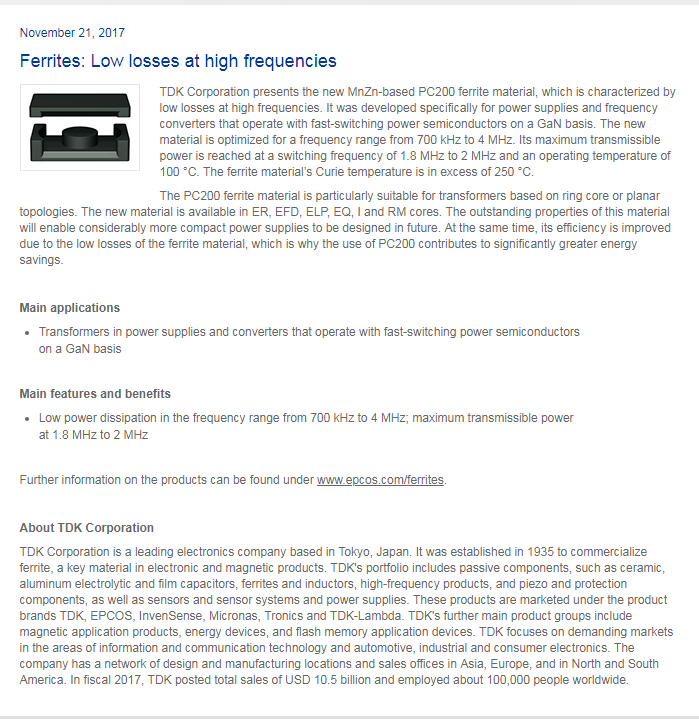 November 21, 2017
Ferrites: Low losses at high frequencies
TDK Corporation presents the new MnZn-based PC200 ferrite material, which is characterized by
low losses at high frequencies. It was developed specifically for power supplies and frequency
converters that operate with fast-switching power semiconductors on a GaN basis. The new
material is optimized for a frequency range from 700 kHz to 4 MHz. Its maximum transmissible
power is reached at a switching frequency of 1.8 MHz to 2 MHz and an operating temperature of
100 °C. The ferrite material's Curie temperature is in excess of 250 °C.
The PC200 ferrite material is particularly suitable for transformers based on ring core or planar
topologies. The new material is available in ER, EFD, ELP, EQ, I and RM cores. The outstanding properties of this material
will enable considerably more compact power supplies to be designed in future. At the same time, its efficiency is improved
due to the low losses of the ferrite material, which is why the use of PC200 contributes to significantly greater energy
savings.
Main applications
• Transformers in power supplies and converters that operate with fast-switching power semiconductors
on a GaN basis
Main features and benefits
• Low power dissipation in the frequency range from 700 kHz to 4 MHz; maximum transmissible power
at 1.8 MHz to 2 MHz
Further information on the products can be found under www.epcos.com/ferrites.
About TDK Corporation
TDK Corporation is a leading electronics company based in Tokyo, Japan. It was established in 1935 to commercialize
ferrite, a key material in electronic and magnetic products. TDK's portfolio includes passive components, such as ceramic,
aluminum electrolytic and film capacitors, ferrites and inductors, high-frequency products, and piezo and protection
components, as well as sensors and sensor systems and power supplies. These products are marketed under the product
brands TDK, EPCOS, InvenSense, Micronas, Tronics and TDK-Lambda. TDK's further main product groups include
magnetic application products, energy devices, and flash memory application devices. TDK focuses on demanding markets
in the areas of information and communication technology and automotive, industrial and consumer electronics. The
company has a network of design and manufacturing locations and sales offices in Asia, Europe, and in North and South
America. In fiscal 2017, TDK posted total sales of USD 10.5 billion and employed about 100,000 people worldwide.